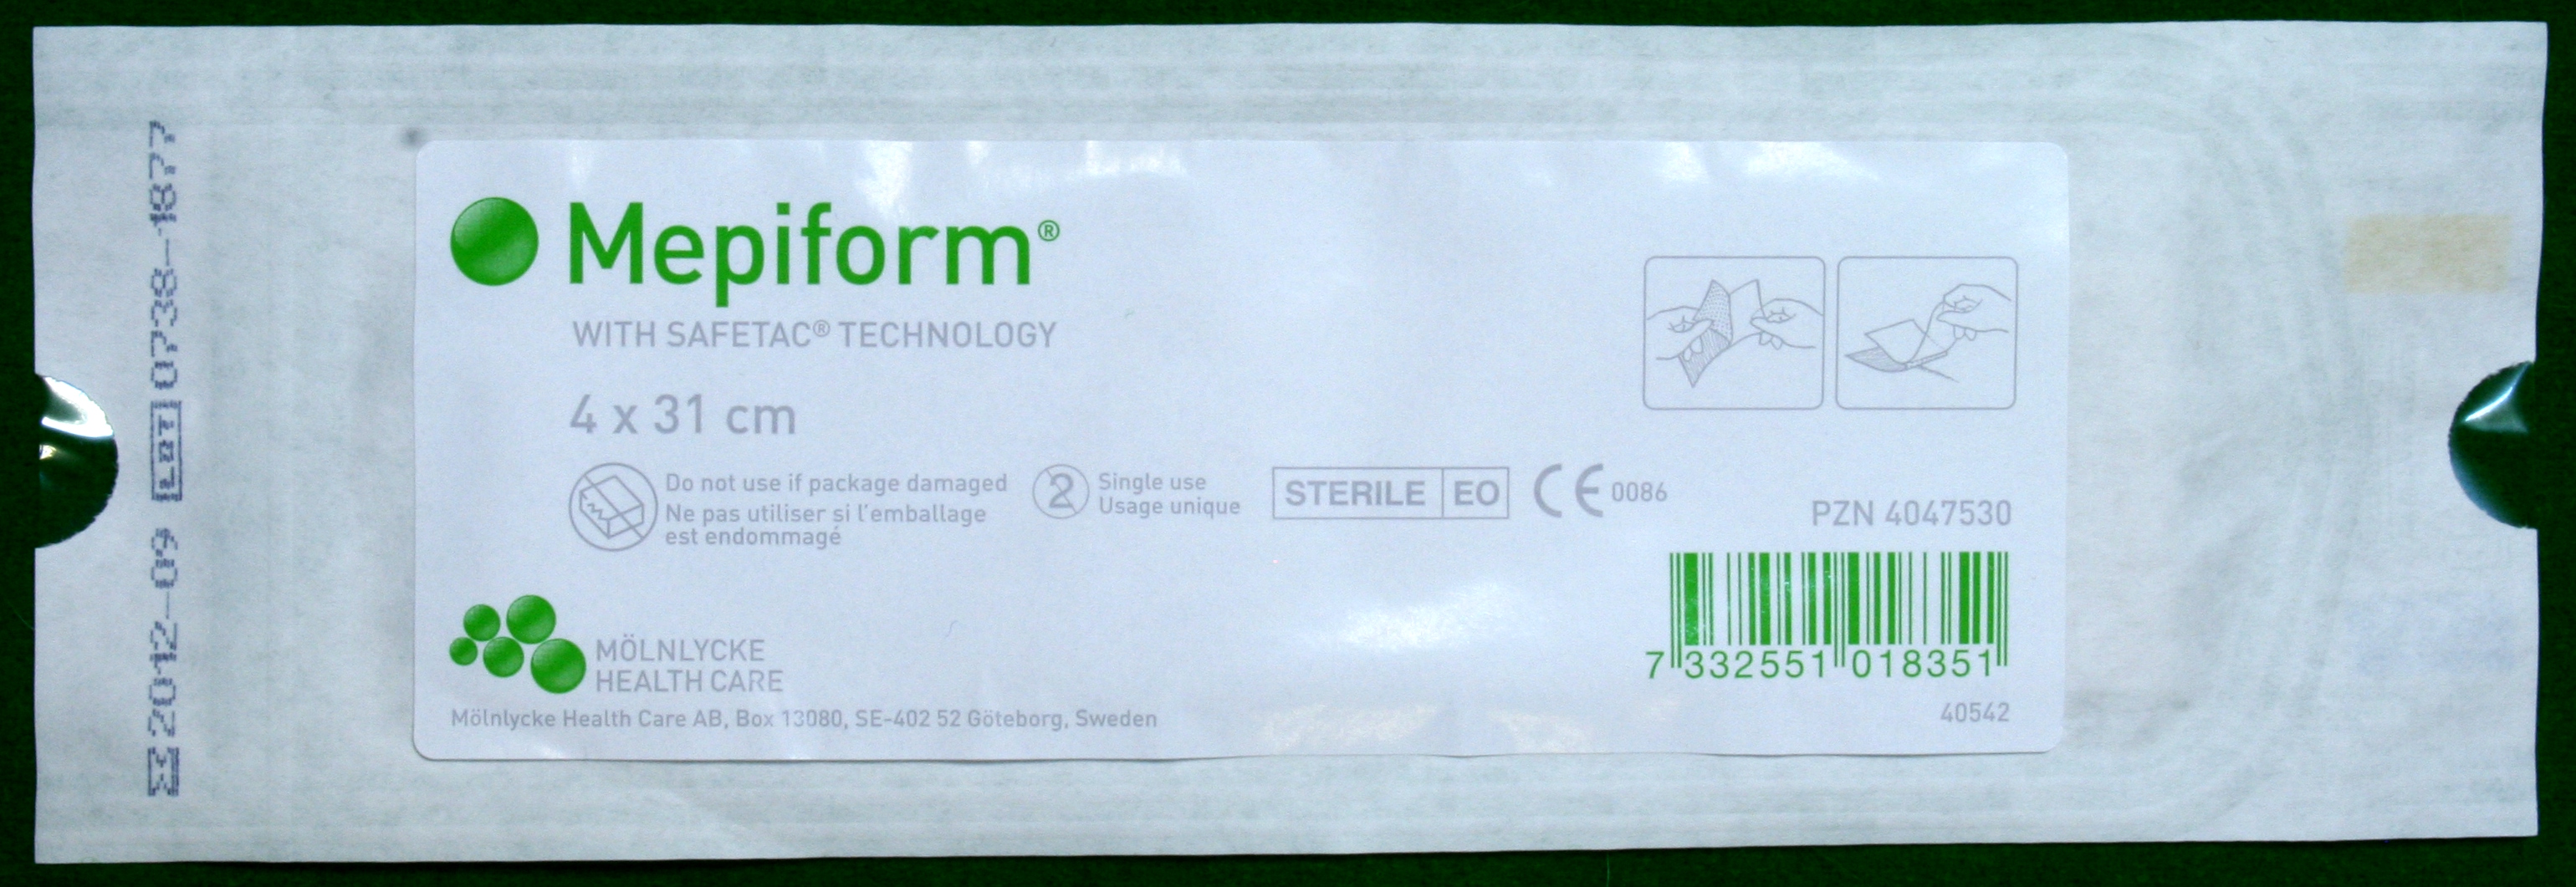 2012-09 LOT 0738-1877
Mepiform®
WITH SAFETAC® TECHNOLOGY
4 x 31 cm
Do not use if package damaged
Ne pas utiliser si l'emballage
est endommagé
2
Single use
Usage unique
STERILE EO
CE 0086
PZN 4047530
7 332551 018351
40542
MÖLNLYCKE
HEALTH CARE
Mölnlycke Health Care AB, Box 13080, SE-402 52 Göteborg, Sweden